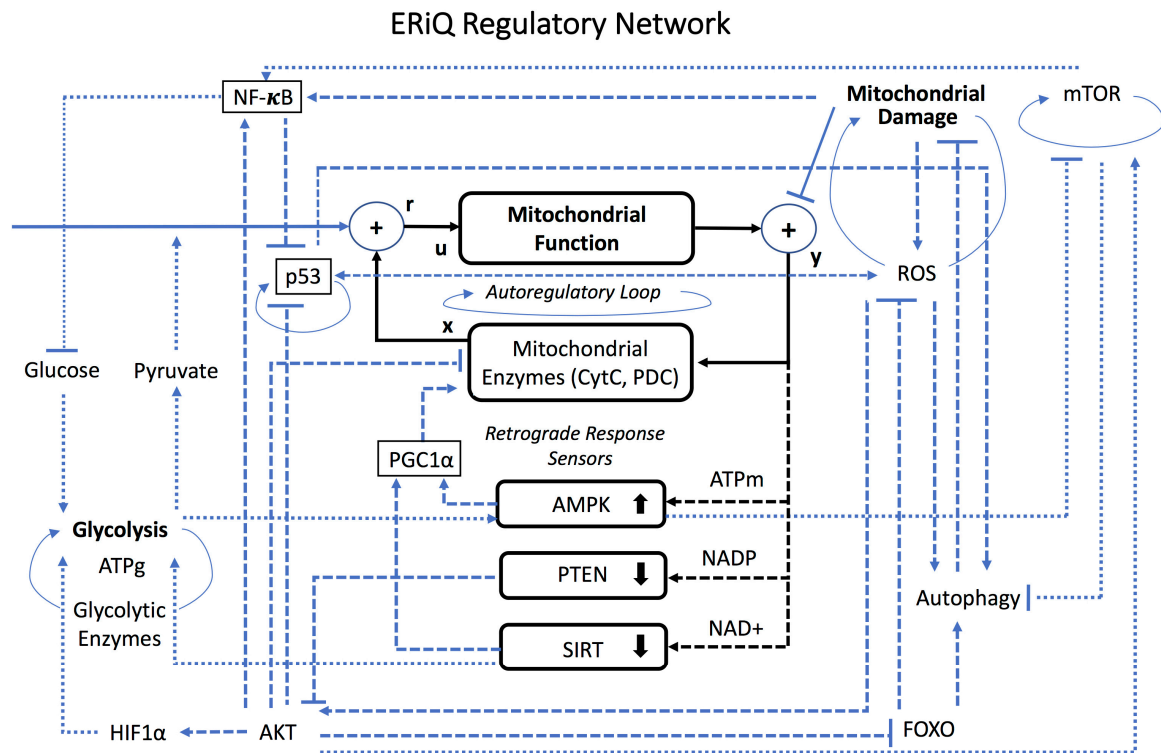 ERiQ Regulatory Network
NF-κB
Mitochondrial
Damage
mTOR
+
r
u
Mitochondrial
Function
+
y
p53
ROS
Autoregulatory Loop
x
Glucose
Pyruvate
Mitochondrial
Enzymes (CytC, PDC)
PGC1α
Retrograde Response
Sensors
ATPm
AMPK
Glycolysis
ATPg
Glycolytic
Enzymes
PTEN
NADP
Autophagy
SIRT
NAD+
HIF1α
AKT
FOXO